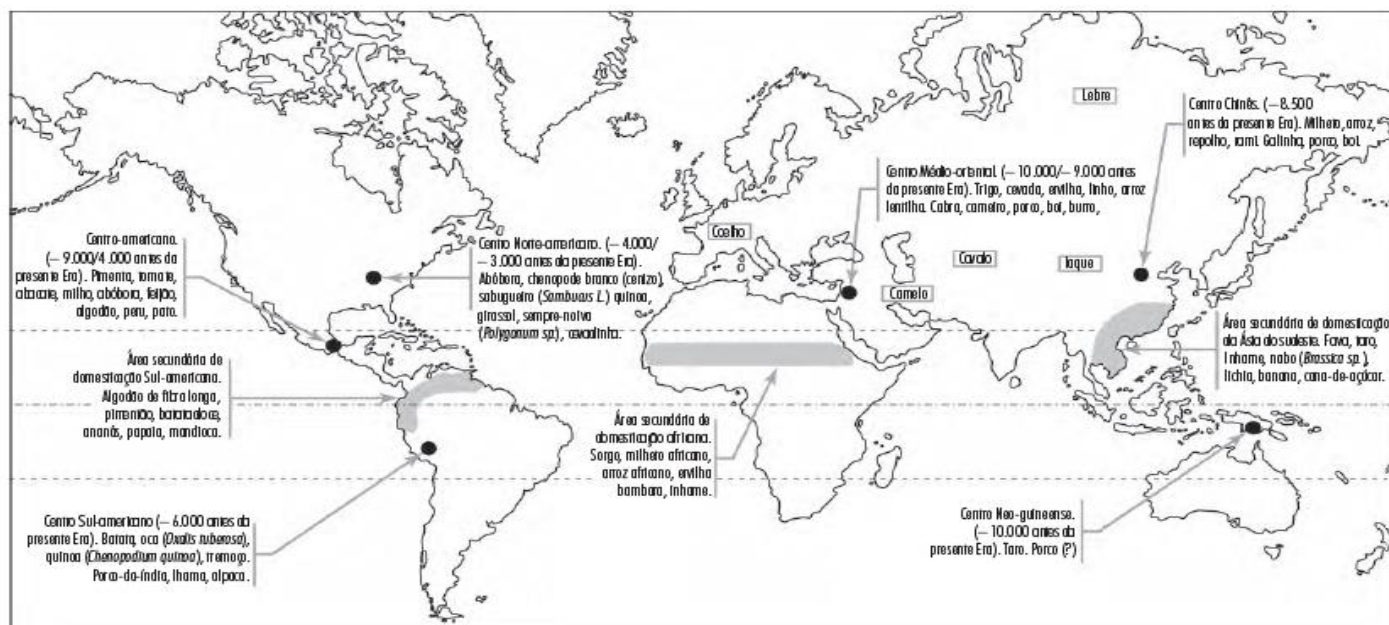 Lebre
Centro Chinês. (– 8.500
antes da presente Era). Milheto, arroz,
repolho, rami. Galinha, porco, boi.
Centro Médio-oriental. (– 10.000/– 9.000 antes
da presente Era). Trigo, cevada, ervilha, linho, arroz
lentilha. Cabra, carneiro, porco, boi, burro,
Coelho
Cavalo
Iaque
Camelo
Centro-americano.
(– 9.000/4.000 antes da
presente Era). Pimenta, tomate,
abacate, milho, abóbora, feijão,
algodão, peru, pato.
Centro Norte-americano. (– 4.000/
– 3.000 antes da presente Era).
Abóbora, chenopode branco (cenizo),
sabugueiro (Sambucus L.) quinoa,
girassol, sempre-noiva
(Polygonum sp), cevadinha.
Área secundária de
domesticação Sul-americana.
Algodão de fibra longa,
pimentão, batata-doce,
ananás, papaia, mandioca.
Área secundária de domesticação
da Ásia do sudeste. Fava, taro,
Inhame, nabo (Brassica sp.),
lichia, banana, cana-de-açúcar.
Área secundária de
domesticação africana.
Sorgo, milheto africano,
arroz africano, ervilha
bambara, inhame.
Centro Sul-americano (– 6.000 antes da
presente Era). Batata, oca (Oxalis tuberosa),
quinoa (Chenopodium quinoa), tremoço.
Porco-da-índia, lhama, alpaca.
Centro Neo-guineense.
(– 10.000 antes da
presente Era). Taro. Porco (?)